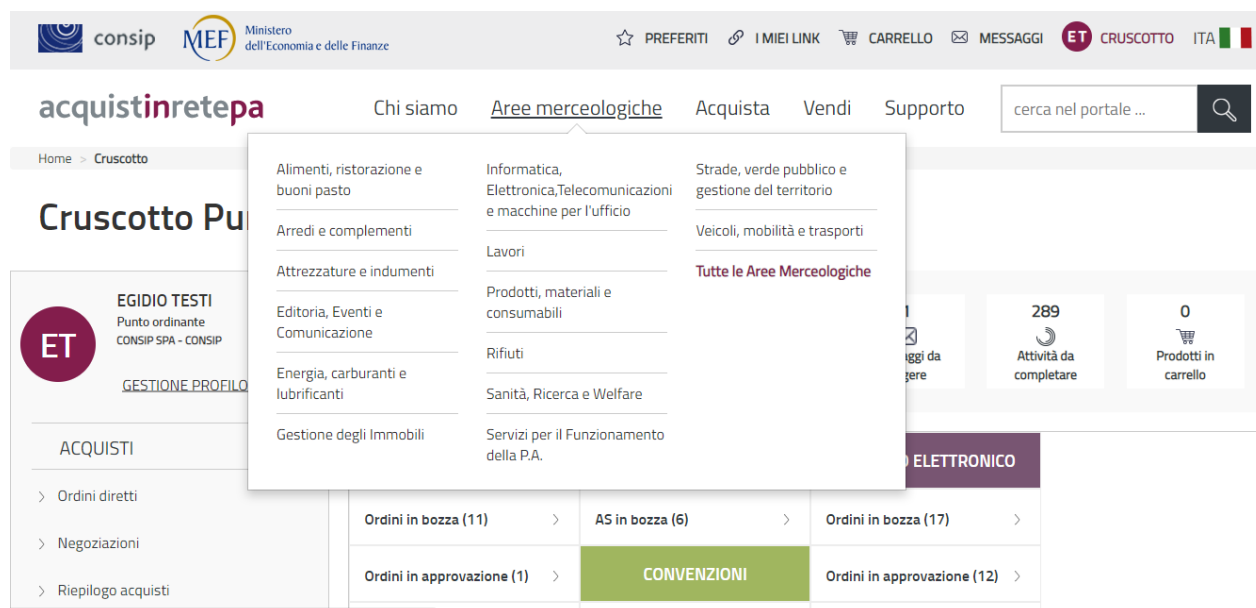 consip
MEF
Ministero
dell'Economia e delle Finanze
PREFERITI
I MIEI LINK
CARRELLO
MESSAGGI
ET
CRUSCOTTO
ITA
acquistinretepa
Chi siamo
Aree merceologiche
Acquista
Vendi
Supporto
cerca nel portale ...
Home > Cruscotto
Cruscotto
Alimenti, ristorazione e
buoni pasto
Arredi e complementi
Attrezzature e indumenti
Editoria, Eventi e
Comunicazione
Energia, carburanti e
lubrificanti
Gestione degli Immobili
Informatica,
Elettronica,Telecomunicazioni
e macchine per l'ufficio
Lavori
Prodotti, materiali e
consumabili
Rifiuti
Sanità, Ricerca e Welfare
Servizi per il Funzionamento
della P.A.
Strade, verde pubblico e
gestione del territorio
Veicoli, mobilità e trasporti
Tutte le Aree Merceologiche
ET
EGIDIO TESTI
Punto ordinante
CONSIP SPA - CONSIP
GESTIONE PROFILO
da
289
Attività da
completare
0
Prodotti in
carrello
ACQUISTI
> Ordini diretti
> Negoziazioni
> Riepilogo acquisti
ELETTRONICO
Ordini in bozza (11) >
AS in bozza (6) >
Ordini in bozza (17) >
Ordini in approvazione (1) >
CONVENZIONI
Ordini in approvazione (12) >